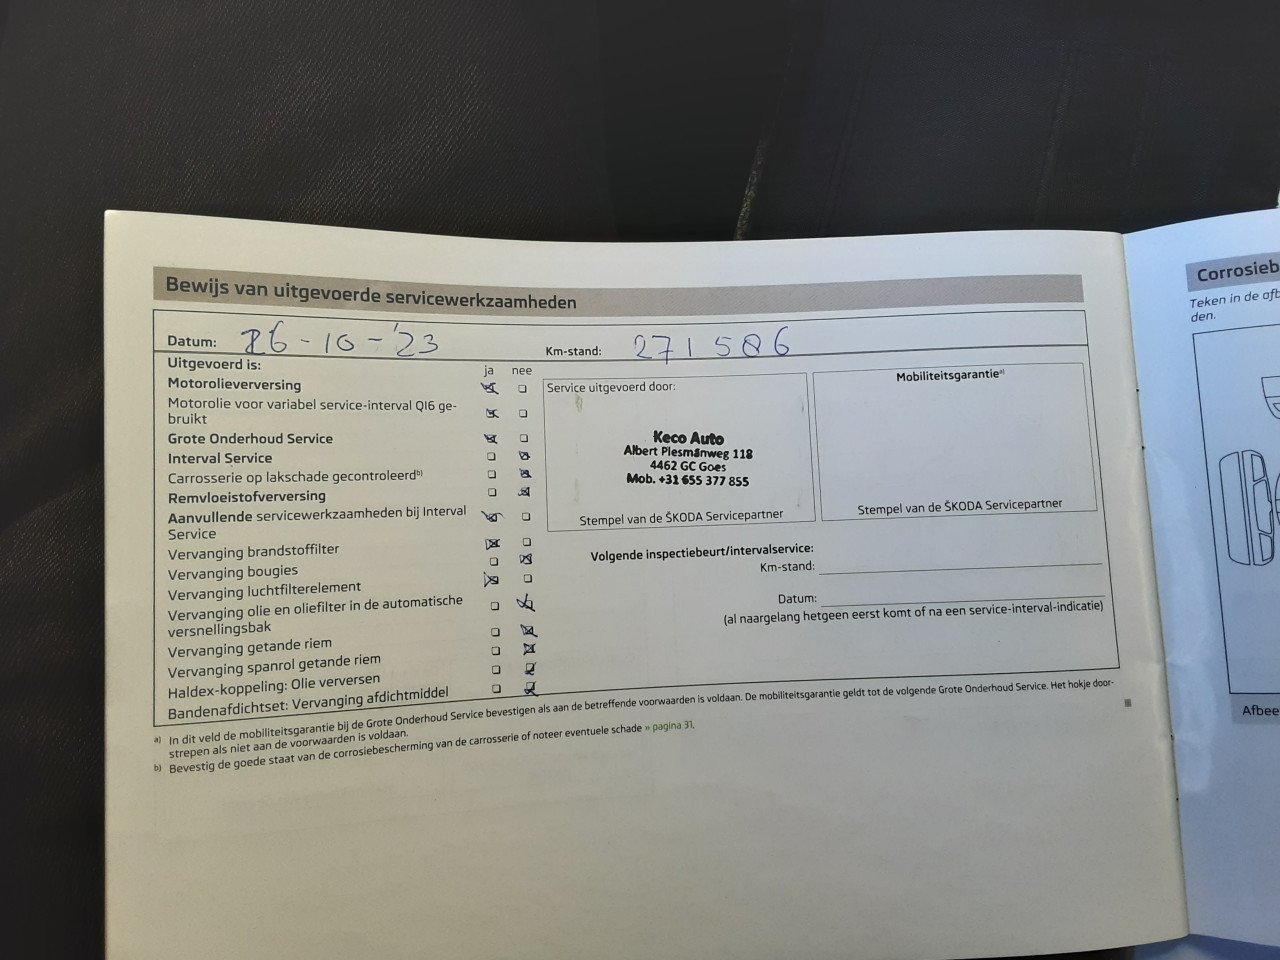 Bewijs van uitgevoerde servicewerkzaamheden
Datum: 26-10-'23
Km-stand: 271586
Uitgevoerd is:
ja nee
Motorolieverversing
Motorolie voor variabel service-interval QI6 ge-
bruikt
Grote Onderhoud Service
Interval Service
Carrosserie op lakschade gecontroleerd b)
Remvloeistofverversing
Aanvullende servicewerkzaamheden bij Interval
Service
Vervanging brandstoffilter
Vervanging bougies
Vervanging luchtfilterelement
Vervanging olie en oliefilter in de automatische
versnellingsbak
Vervanging getande riem
Vervanging spanrol getande riem
Haldex-koppeling: Olie verversen
Bandenafdichtset: Vervanging afdichtmiddel
Service uitgevoerd door:
Keco Auto
Albert Plesmanweg 118
4462 GC Goes
Mob. +31 655 377 855
Stempel van de ŠKODA Servicepartner
Mobiliteitsgarantie a)
Stempel van de ŠKODA Servicepartner
Volgende inspectiebeurt/intervalservice:
Km-stand:
Datum:
(al naargelang hetgeen eerst komt of na een service-interval-indicatie)
a) In dit veld de mobiliteitsgarantie bij de Grote Onderhoud Service bevestigen als aan de betreffende voorwaarden is voldaan. De mobiliteitsgarantie geldt tot de volgende Grote Onderhoud Service. Het hokje door-
strepen als niet aan de voorwaarden is voldaan.
b) Bevestig de goede staat van de corrosiebescherming van de carrosserie of noteer eventuele schade » pagina 31.
Corrosieb
Teken in de afb
den.
Afbee